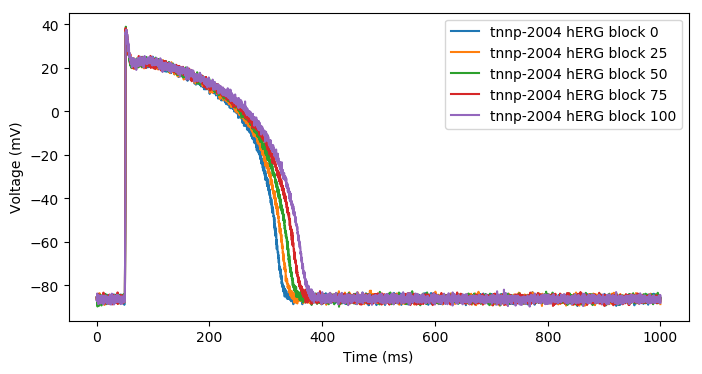 40
20
0
−20
−40
−60
−80
Voltage (mV)
tnnp-2004 hERG block 0
tnnp-2004 hERG block 25
tnnp-2004 hERG block 50
tnnp-2004 hERG block 75
tnnp-2004 hERG block 100
0 200 400 600 800 1000
Time (ms)